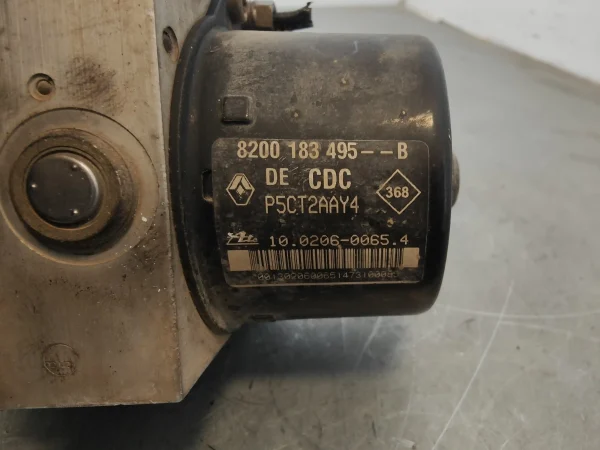 8200 183 495--B
DE CDC
368
P5CT2AAY4
10.0206-0065.4